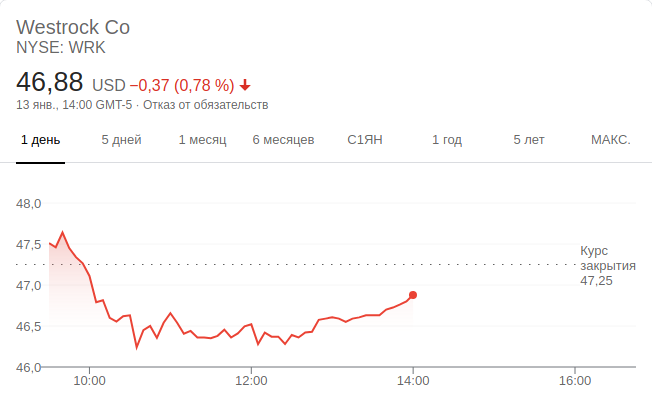 Westrock Co
NYSE: WRK
46,88 USD −0,37 (0,78 %)
13 янв., 14:00 GMT-5 · Отказ от обязательств
1 день 5 дней 1 месяц 6 месяцев С1ЯН 1 год 5 лет МАКС.
48,0
47,5
47,0
46,5
46,0
Курс
закрытия
47,25
10:00 12:00 14:00 16:00